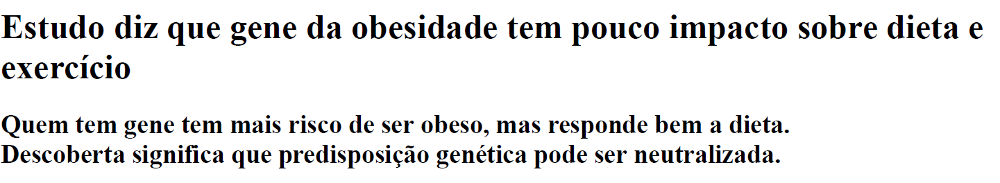 Estudo diz que gene da obesidade tem pouco impacto sobre dieta e
exercício
Quem tem gene tem mais risco de ser obeso, mas responde bem a dieta.
Descoberta significa que predisposição genética pode ser neutralizada.